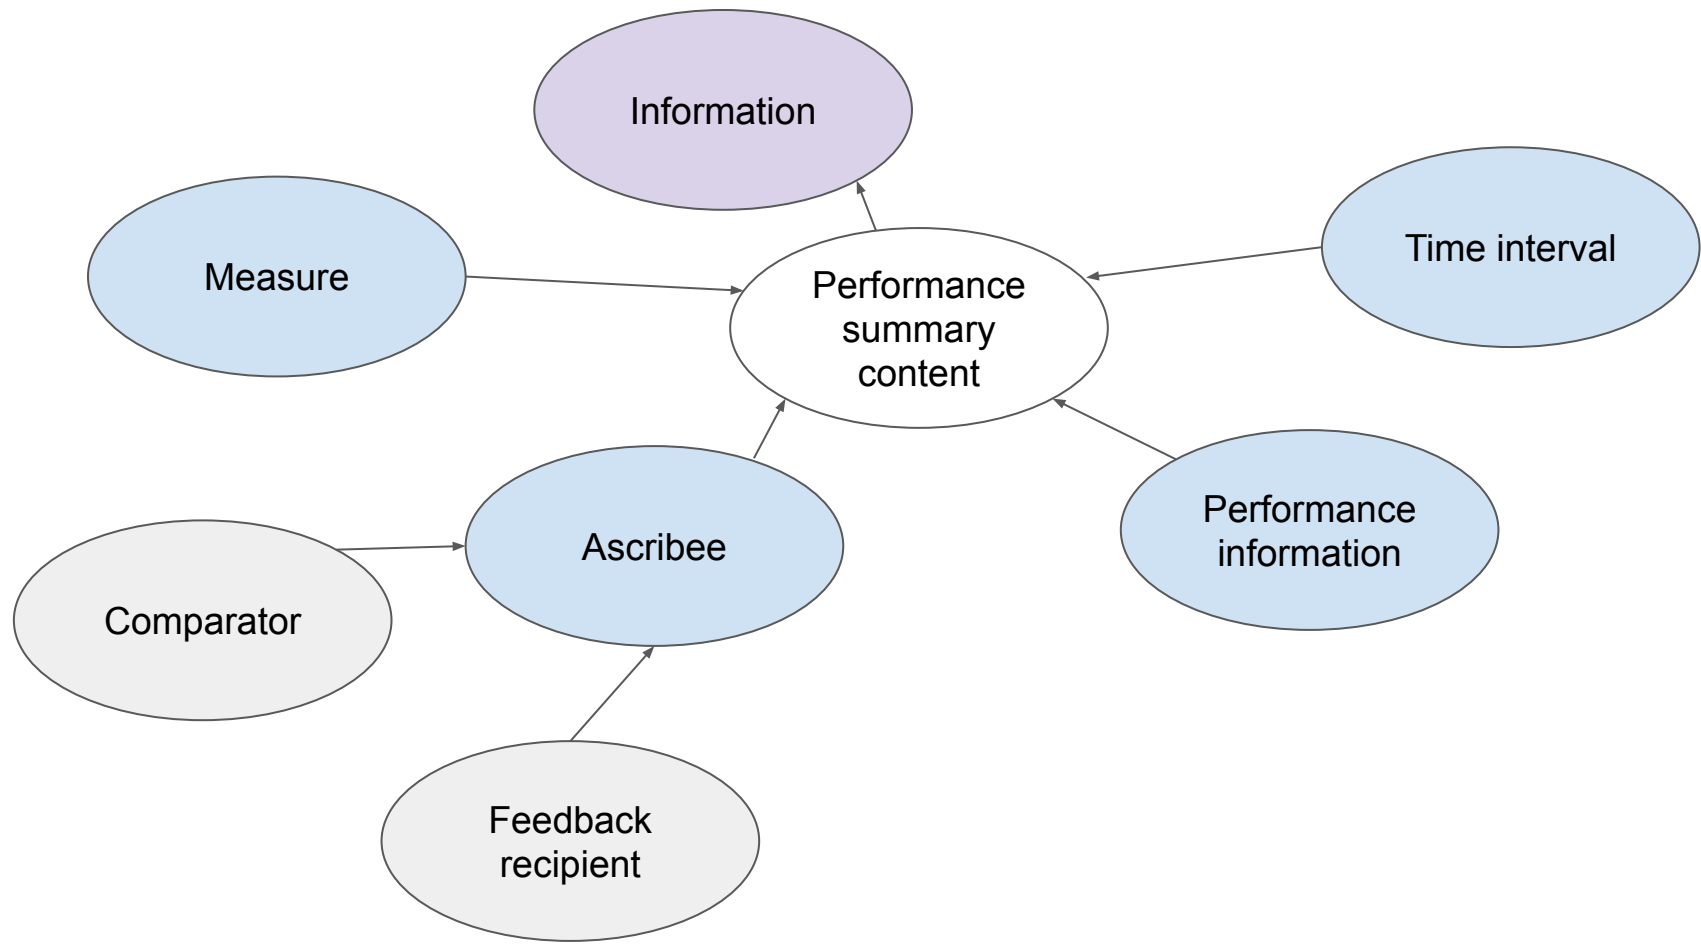 Information
Measure
Time interval
Performance
summary
content
Performance
information
Ascribee
Comparator
Feedback
recipient